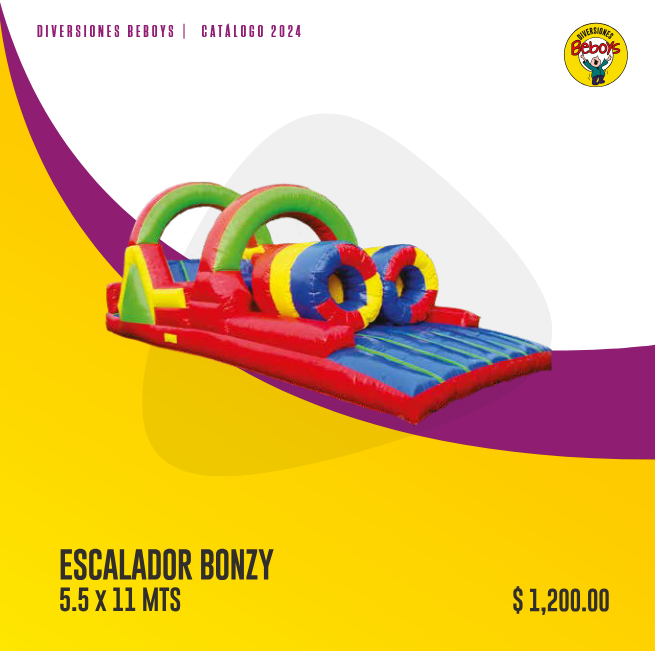 DIVERSIONES BEBOYS | CATÁLOGO 2024
DIVERSIONES
Beboys
ESCALADOR BONZY
5.5 X 11 MTS
$ 1,200.00